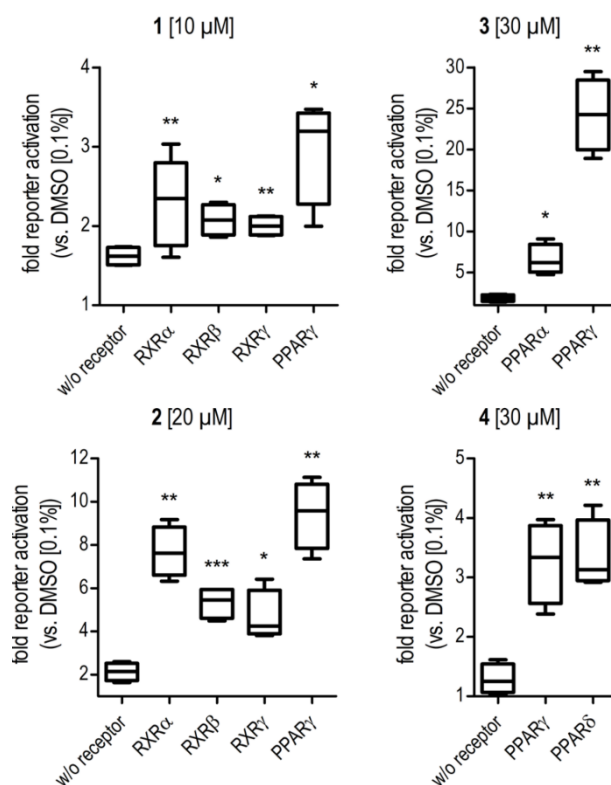 1 [10 μM]
fold reporter activation
(vs. DMSO [0.1%])
4
3
2
1
**
*
**
*
w/o receptor
RXRα
RXRβ
RXRγ
PPARγ
3 [30 μM]
fold reporter activation
(vs. DMSO [0.1%])
30
25
20
15
10
5
*
**
w/o receptor
PPARα
PPARγ
2 [20 μM]
fold reporter activation
(vs. DMSO [0.1%])
12
10
8
6
4
2
**
***
*
**
w/o receptor
RXRα
RXRβ
RXRγ
PPARγ
4 [30 μM]
fold reporter activation
(vs. DMSO [0.1%])
5
4
3
2
1
**
**
w/o receptor
PPARγ
PPARδ